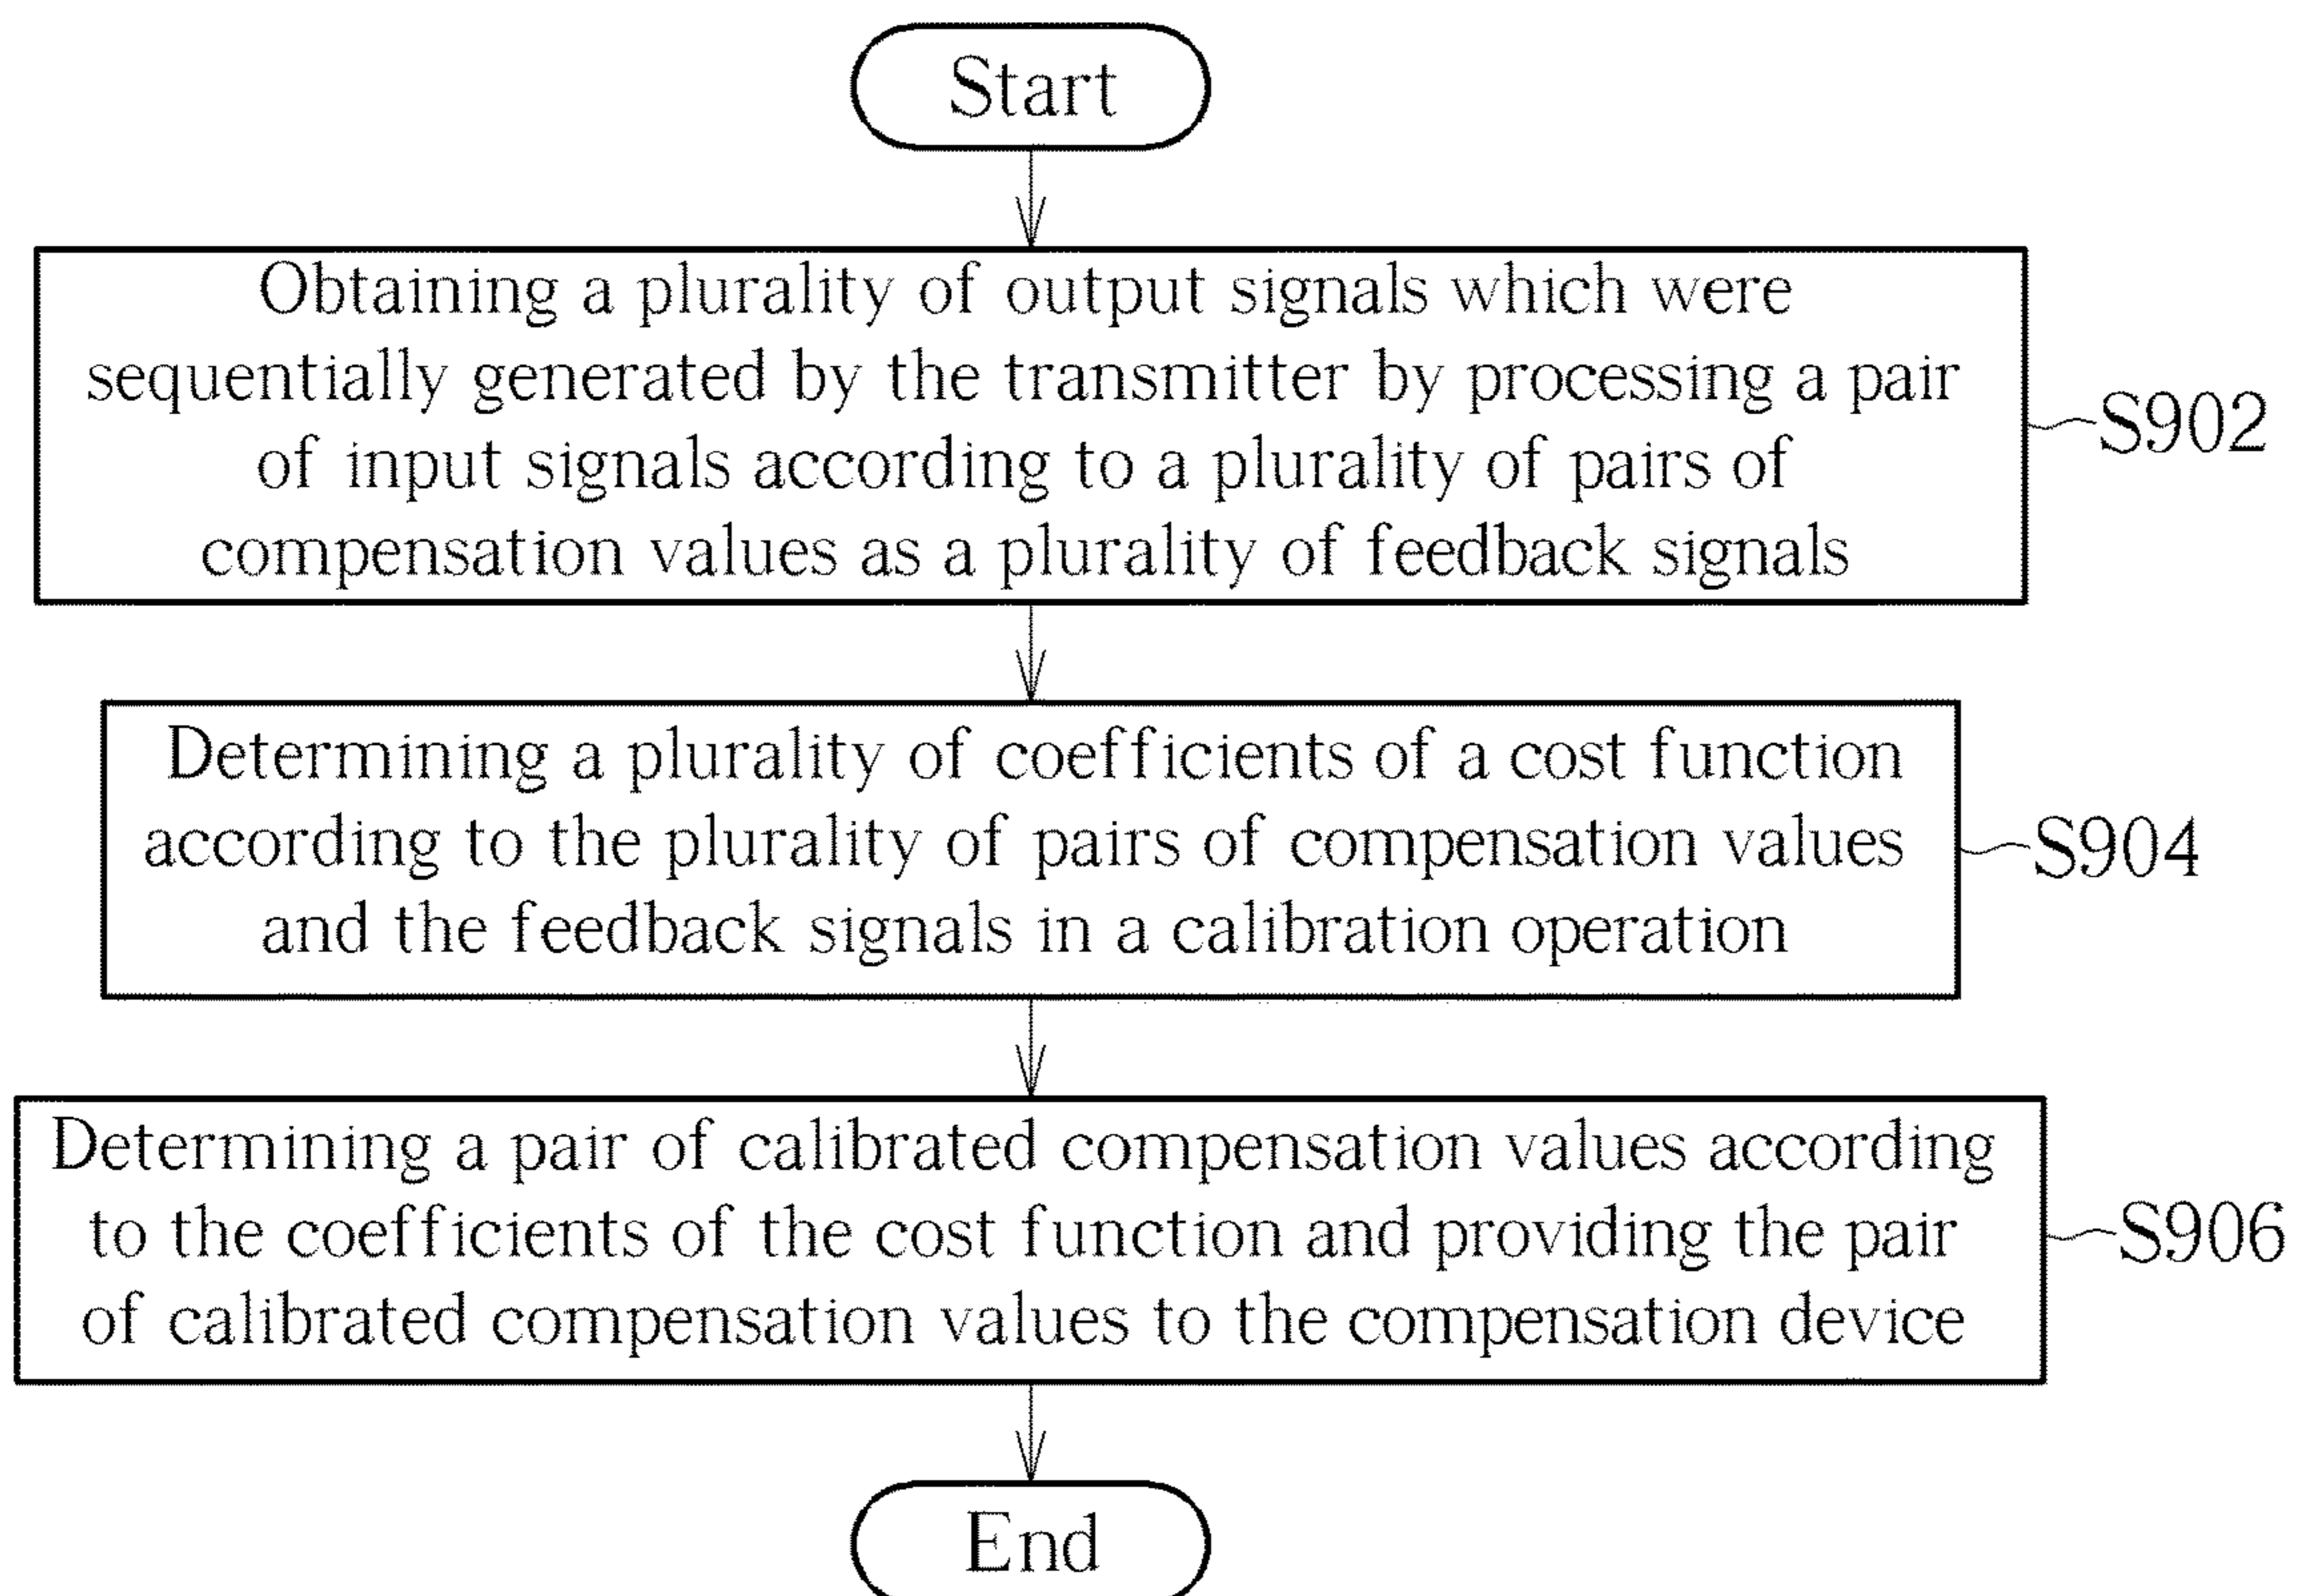 Start
Obtaining a plurality of output signals which were
sequentially generated by the transmitter by processing a pair
of input signals according to a plurality of pairs of
compensation values as a plurality of feedback signals
S902
Determining a plurality of coefficients of a cost function
according to the plurality of pairs of compensation values
and the feedback signals in a calibration operation
S904
Determining a pair of calibrated compensation values according
to the coefficients of the cost function and providing the pair
of calibrated compensation values to the compensation device
S906
End